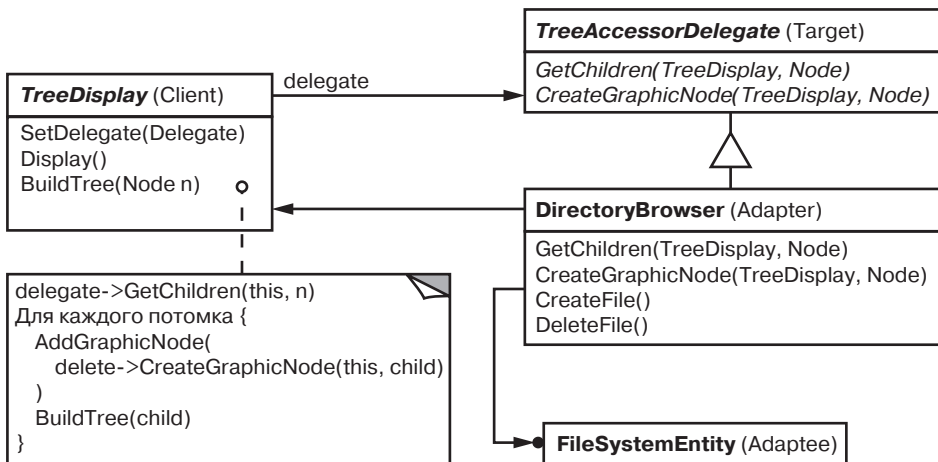 TreeAccessorDelegate (Target)
GetChildren(TreeDisplay, Node)
CreateGraphicNode(TreeDisplay, Node)
delegate
TreeDisplay (Client)
SetDelegate(Delegate)
Display()
BuildTree(Node n)
DirectoryBrowser (Adapter)
GetChildren(TreeDisplay, Node)
CreateGraphicNode(TreeDisplay, Node)
CreateFile()
DeleteFile()
delegate->GetChildren(this, n)
Для каждого потомка {
AddGraphicNode(
delete->CreateGraphicNode(this, child)
)
BuildTree(child)
}
FileSystemEntity (Adaptee)